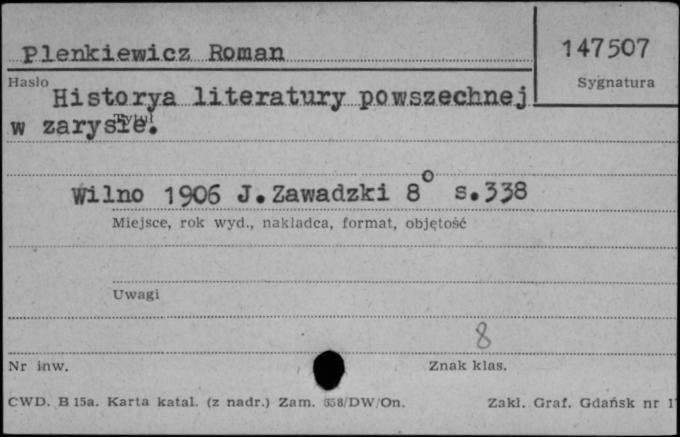 Plenkiewicz Roman
147507
Hasło
Sygnatura
Historya literatury powszechnej
Tytuł
w zarysie.
Wilno 1906 J.Zawadzki 8° s.338
Miejsce, rok wyd., nakładca, format, objętość
Uwagi
8
Nr inw.
Znak klas.
CWD. B 15a. Karta katal. (z nadr.) Zam. 558/DW/On.
Zakł. Graf. Gdańsk nr